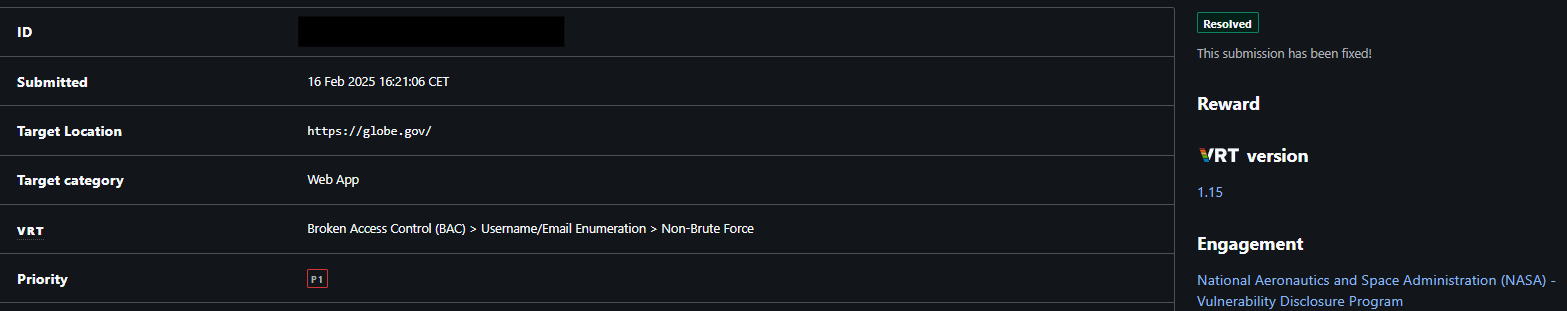 ID
Submitted
16 Feb 2025 16:21:06 CET
Target Location
https://globe.gov/
Target category
Web App
VRT
Broken Access Control (BAC) > Username/Email Enumeration > Non-Brute Force
Priority
P1
Resolved
This submission has been fixed!
Reward
VRT version
1.15
Engagement
National Aeronautics and Space Administration (NASA) -
Vulnerability Disclosure Program